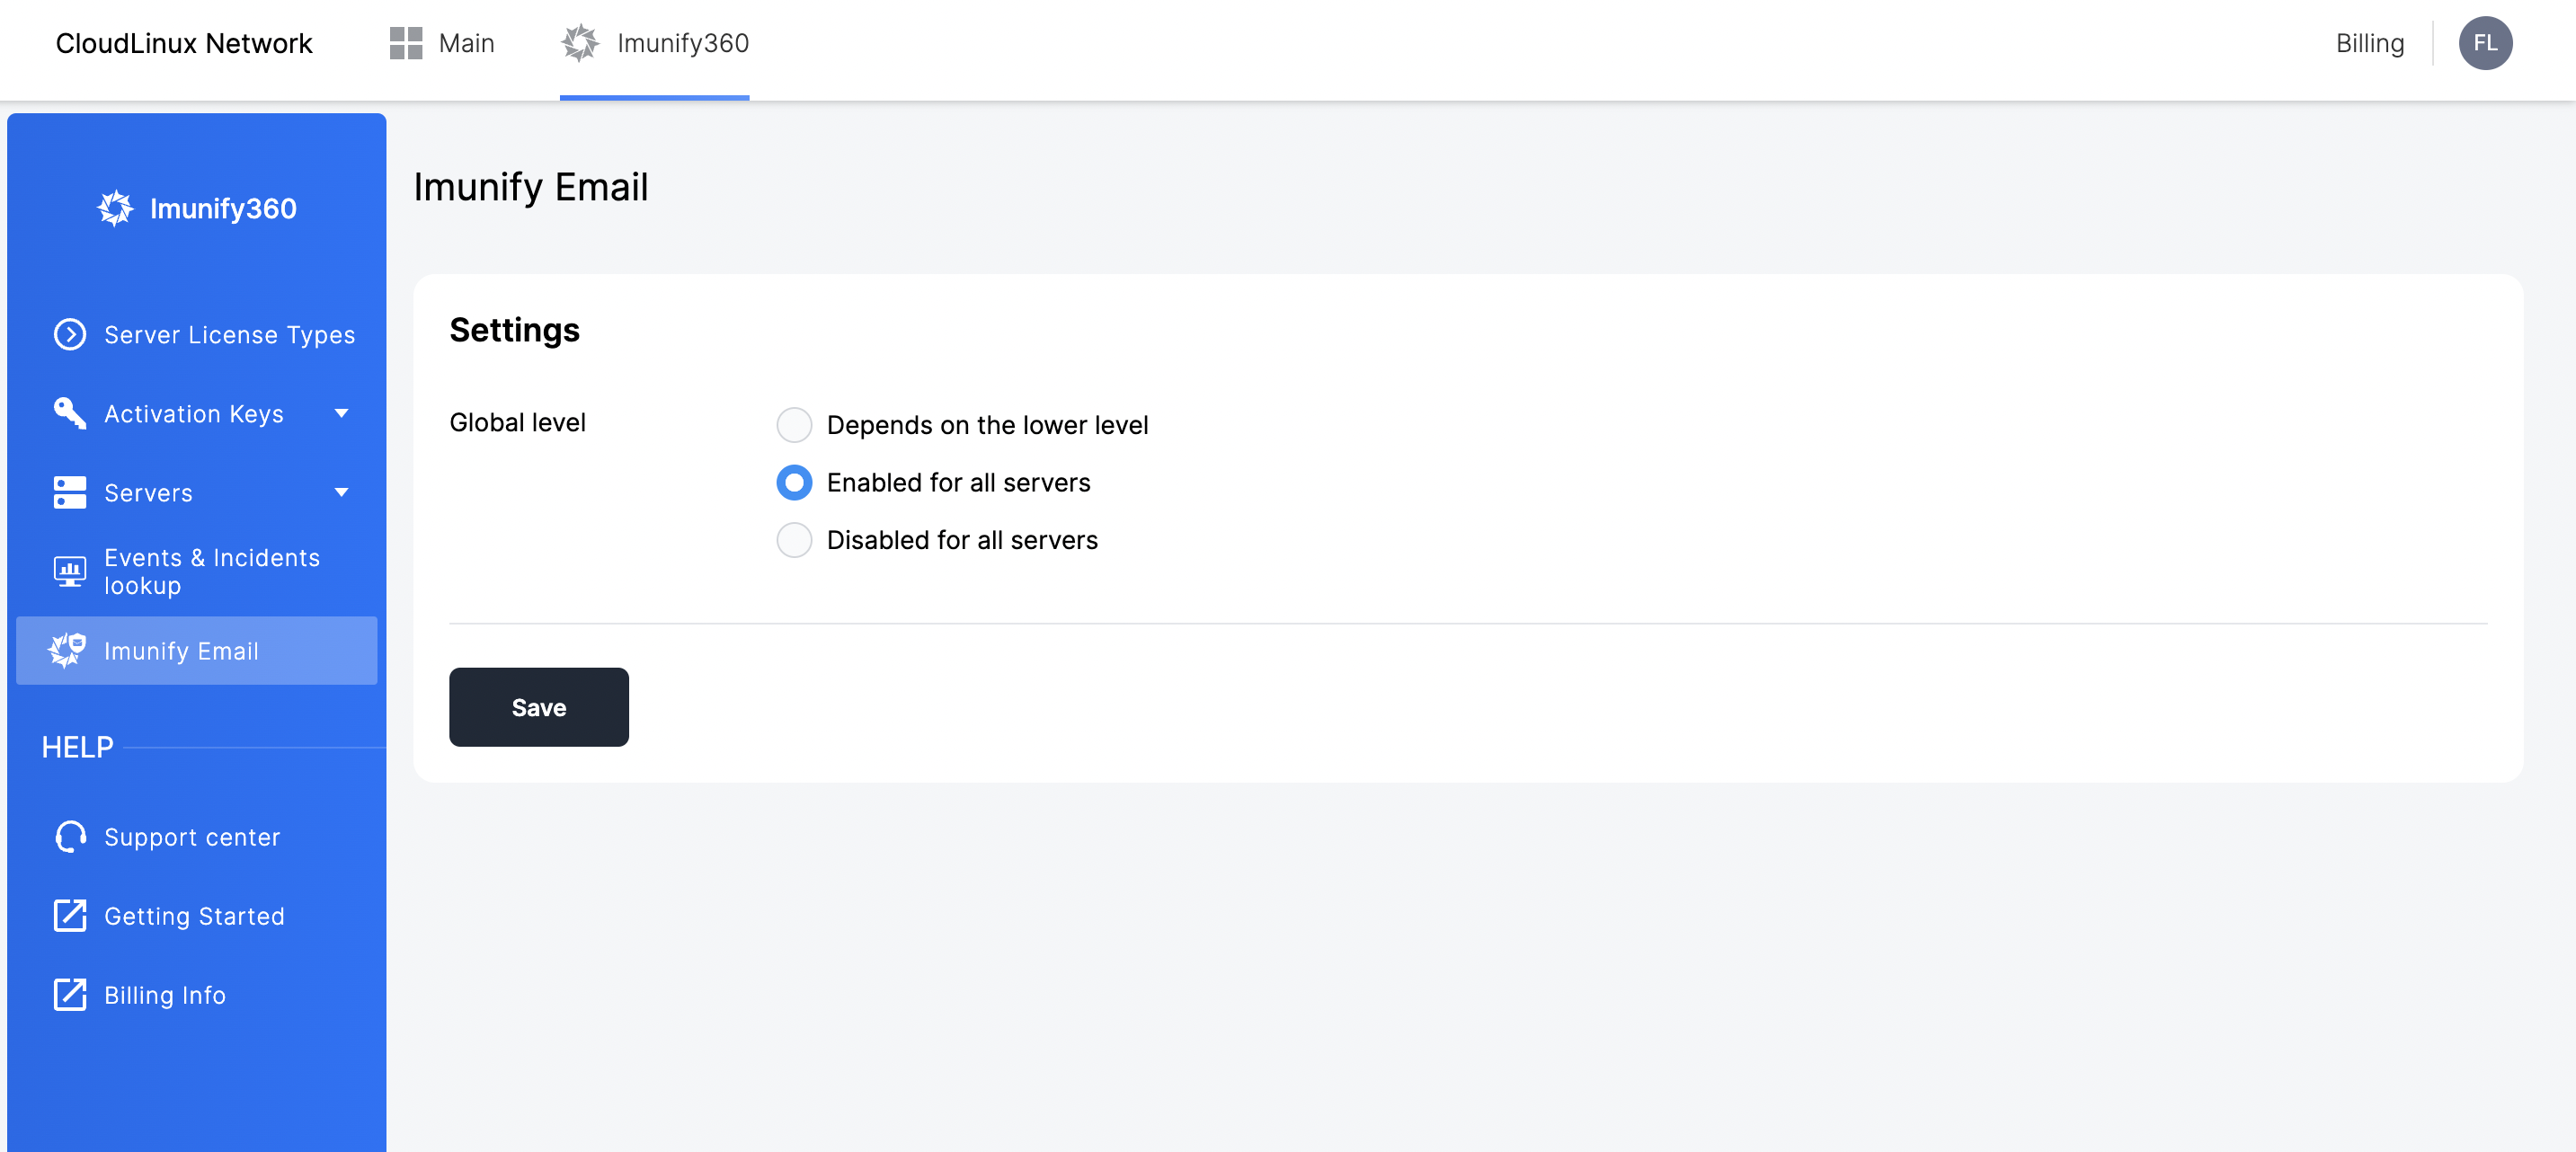 CloudLinux Network
Main
Imunify360
Billing
FL
Imunify360
Server License Types
Activation Keys
Servers
Events & Incidents
lookup
Imunify Email
HELP
Support center
Getting Started
Billing Info
Imunify Email
Settings
Global level
Depends on the lower level
Enabled for all servers
Disabled for all servers
Save